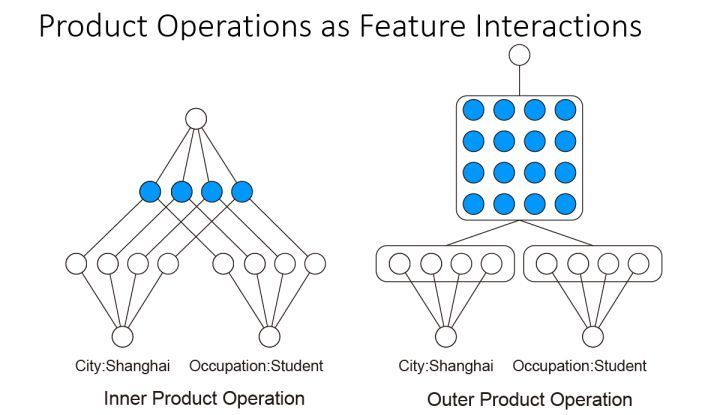 Product Operations as Feature Interactions
City:Shanghai Occupation:Student
Inner Product Operation
City:Shanghai Occupation:Student
Outer Product Operation